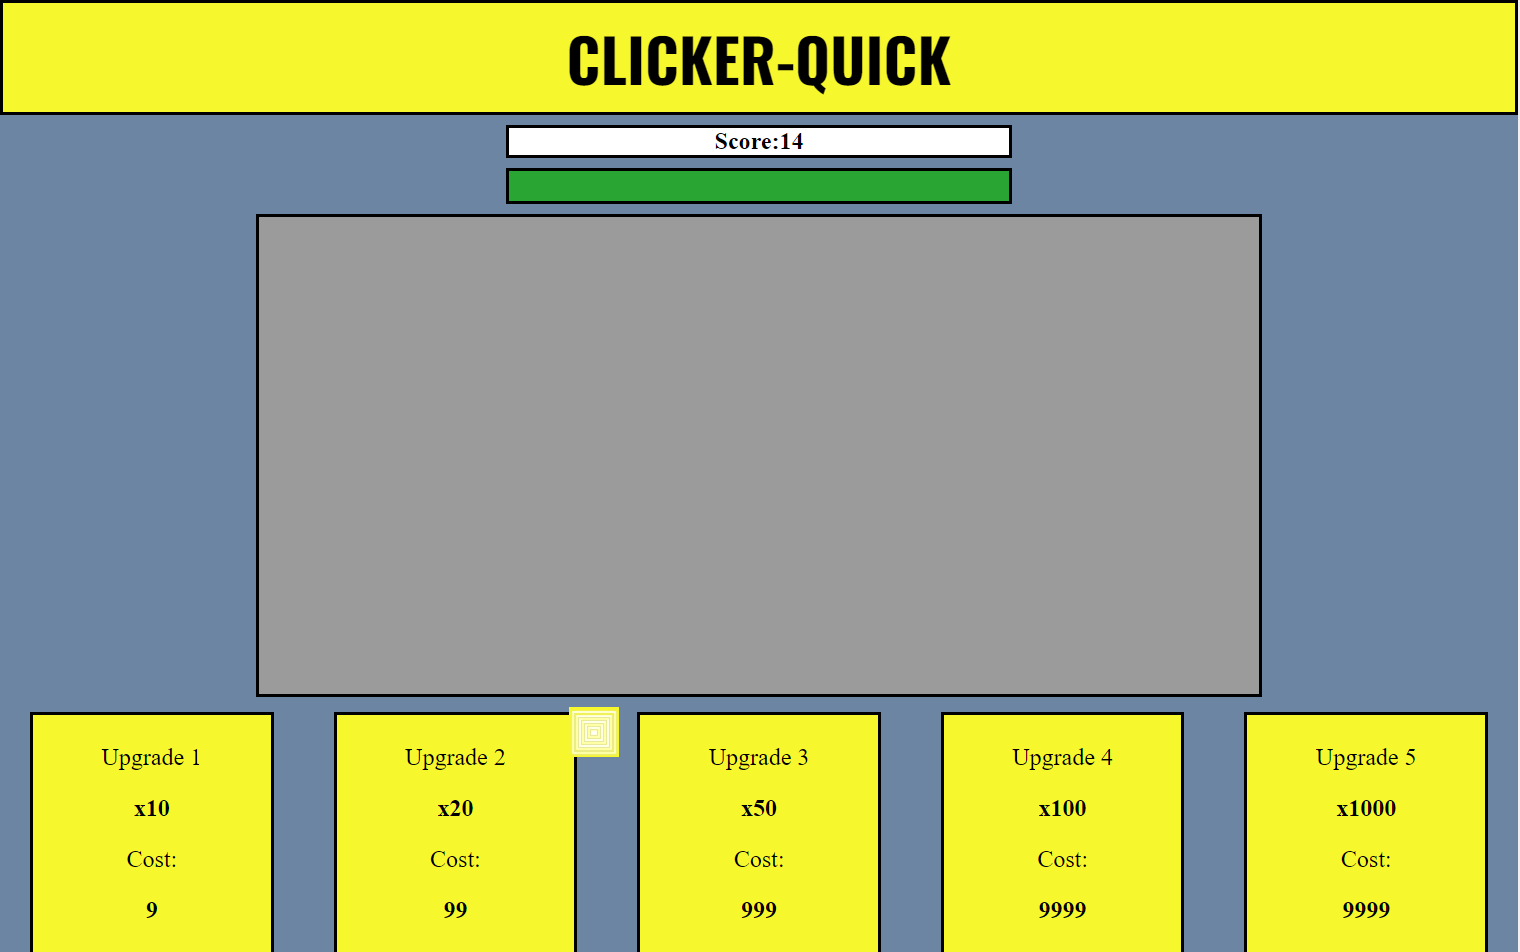 CLICKER-QUICK
Score:14
Upgrade 1
x10
Cost:
9
Upgrade 2
x20
Cost:
99
Upgrade 3
x50
Cost:
999
Upgrade 4
x100
Cost:
9999
Upgrade 5
x1000
Cost:
9999